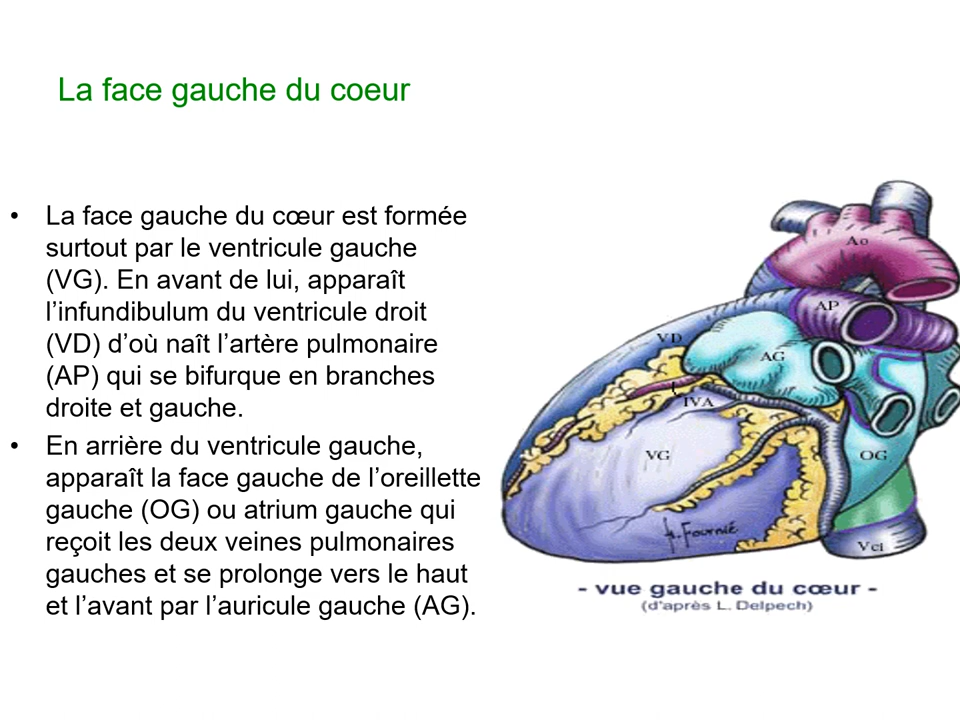 La face gauche du coeur
• La face gauche du cœur est formée
surtout par le ventricule gauche
(VG). En avant de lui, apparaît
l’infundibulum du ventricule droit
(VD) d’où naît l’artère pulmonaire
(AP) qui se bifurque en branches
droite et gauche.
• En arrière du ventricule gauche,
apparaît la face gauche de l’oreillette
gauche (OG) ou atrium gauche qui
reçoit les deux veines pulmonaires
gauches et se prolonge vers le haut
et l’avant par l’auricule gauche (AG).
Ao
AP
VD
AG
IVA
VG
OG
Vci
H. Fournié
- vue gauche du cœur -
(d'après L. Delpech)